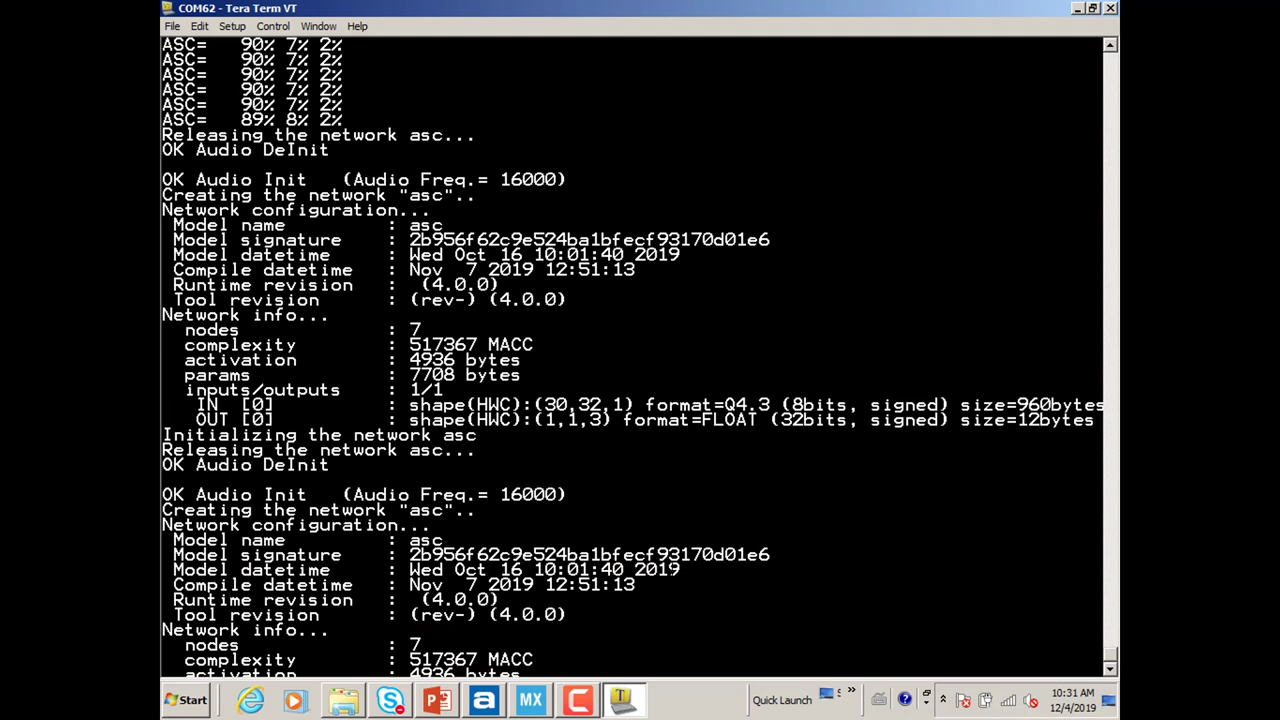 COM62 - Tera Term VT
File Edit Setup Control Window Help
ASC= 90% 7% 2%
ASC= 90% 7% 2%
ASC= 90% 7% 2%
ASC= 90% 7% 2%
ASC= 90% 7% 2%
ASC= 89% 8% 2%
Releasing the network asc...
OK Audio DeInit
OK Audio Init (Audio Freq.= 16000)
Creating the network "asc"..
Network configuration...
Model name : asc
Model signature : 2b956f62c9e524ba1bfecf93170d01e6
Model datetime : Wed Oct 16 10:01:40 2019
Compile datetime : Nov 7 2019 12:51:13
Runtime revision : (4.0.0)
Tool revision : (rev-) (4.0.0)
Network info...
nodes : 7
complexity : 517367 MACC
activation : 4936 bytes
params : 7708 bytes
inputs/outputs : 1/1
IN [0] : shape(HWC):(30,32,1) format=Q4.3 (8bits, signed) size=960bytes
OUT [0] : shape(HWC):(1,1,3) format=FLOAT (32bits, signed) size=12bytes
Initializing the network asc
Releasing the network asc...
OK Audio DeInit
OK Audio Init (Audio Freq.= 16000)
Creating the network "asc"..
Network configuration...
Model name : asc
Model signature : 2b956f62c9e524ba1bfecf93170d01e6
Model datetime : Wed Oct 16 10:01:40 2019
Compile datetime : Nov 7 2019 12:51:13
Runtime revision : (4.0.0)
Tool revision : (rev-) (4.0.0)
Network info...
nodes : 7
complexity : 517367 MACC
activation : 4936 bytes
Start
MX
Quick Launch
10:31 AM
12/4/2019